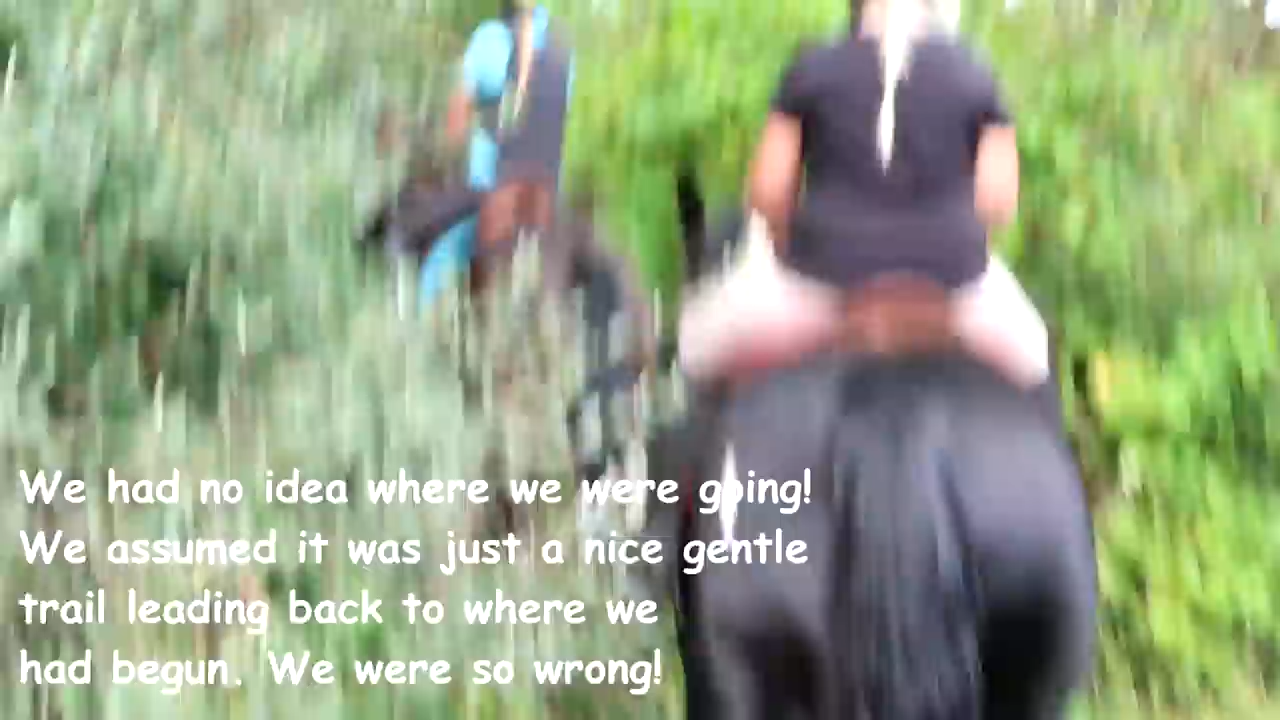 We had no idea where we were going!
We assumed it was just a nice gentle
trail leading back to where we
had begun. We were so wrong!